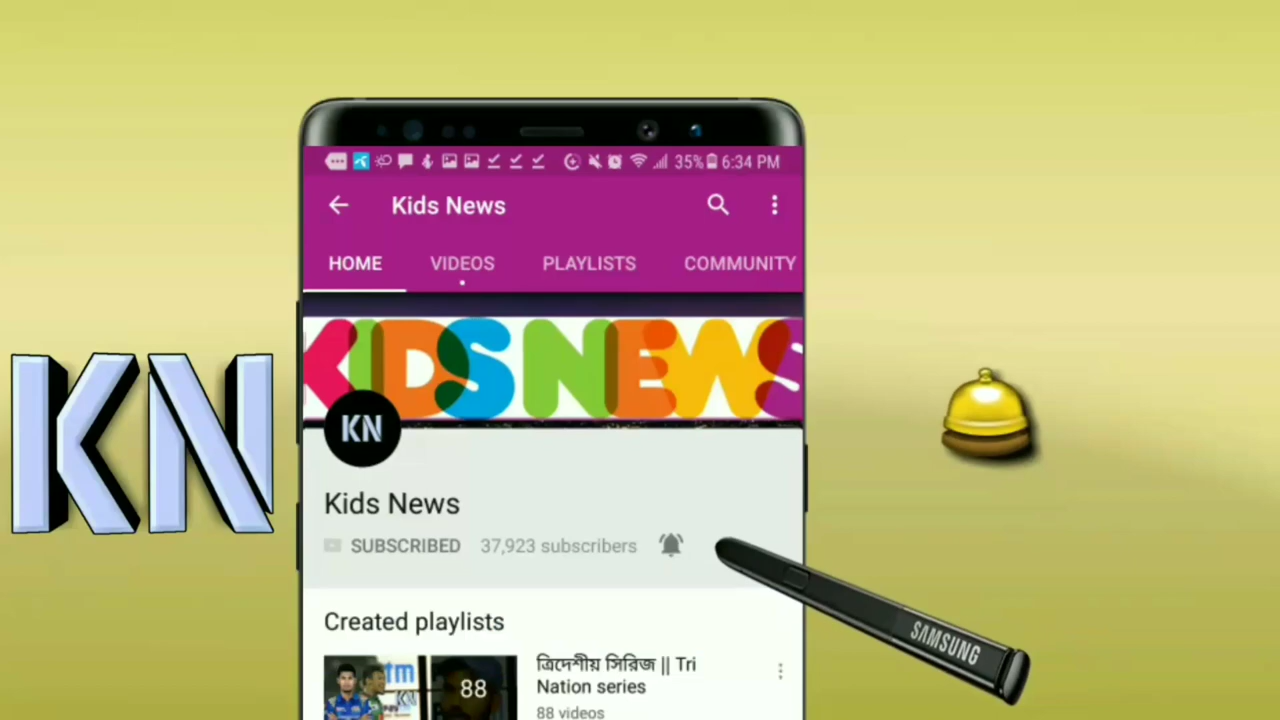 35% 6:34 PM
Kids News
HOME VIDEOS PLAYLISTS COMMUNITY
KIDS NEWS
KN
KN
Kids News
SUBSCRIBED 37,923 subscribers
SAMSUNG
Created playlists
ত্রিদেশীয় সিরিজ || Tri
Nation series
88
88 videos